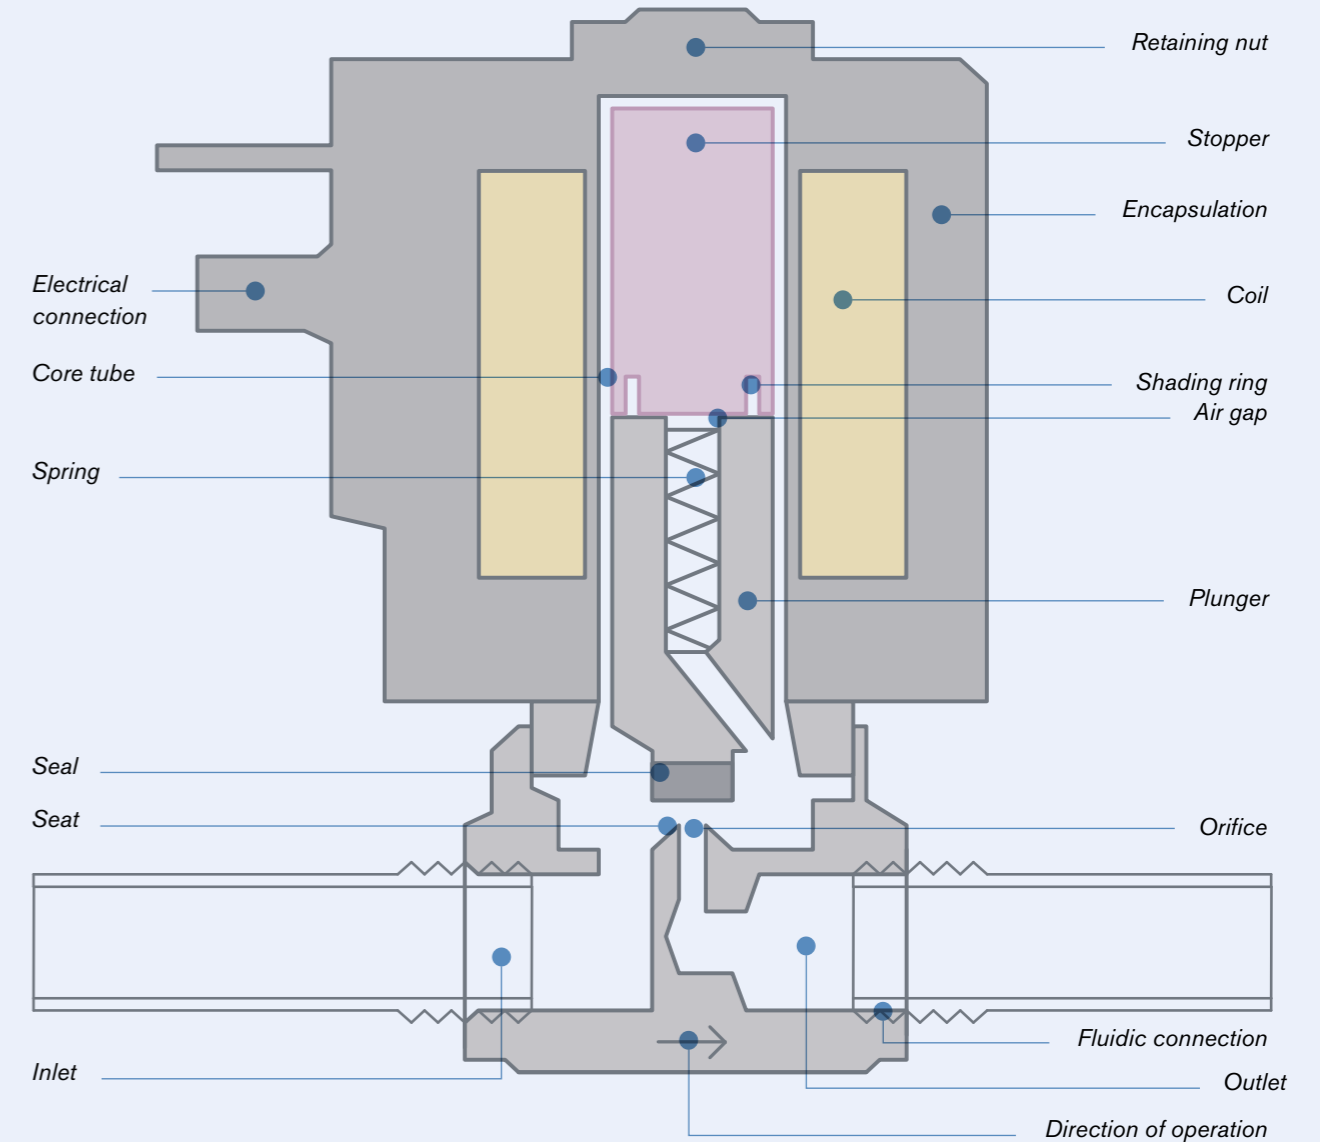 Retaining nut
Stopper
Encapsulation
Electrical
connection
Coil
Core tube
Shading ring
Air gap
Spring
Plunger
Seal
Seat
Orifice
Fluidic connection
Inlet
Outlet
Direction of operation